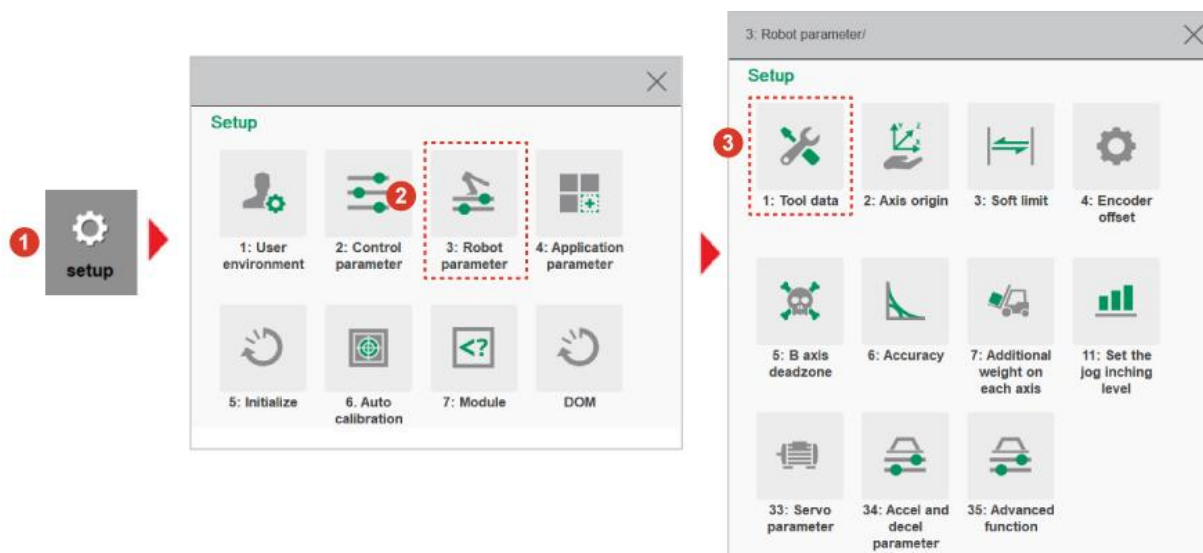 1
setup
Setup
1: User
environment
2
2: Control
parameter
3: Robot
parameter
4: Application
parameter
5: Initialize
6. Auto
calibration
<?
7: Module
DOM
3: Robot parameter/
Setup
3
1: Tool data
Y
Z
X
2: Axis origin
3: Soft limit
4: Encoder
offset
5: B axis
deadzone
6: Accuracy
7: Additional
weight on
each axis
11: Set the
jog inching
level
33: Servo
parameter
34: Accel and
decel
parameter
35: Advanced
function